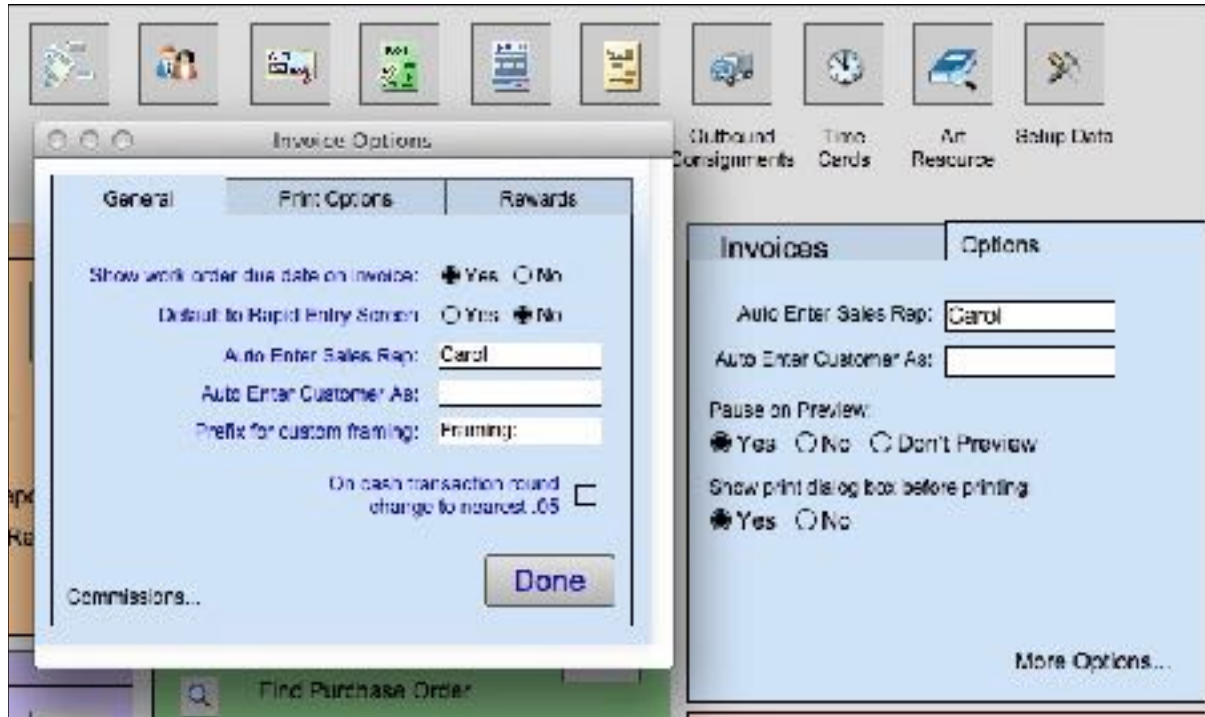 Outbound Consignments
Time Cards
Art Resource
Setup Data
Invoice Options
General
Print Options
Rewards
Show work order due date on invoice: Yes No
Default to Rapid Entry Screen Yes No
Auto Enter Sales Rep: Carol
Auto Enter Customer As:
Prefix for custom framing: Framing:
On cash transaction round
change to nearest .05
Commissions...
Done
Invoices
Options
Auto Enter Sales Rep: Carol
Auto Enter Customer As:
Pause on Preview:
Yes No Don't Preview
Show print dialog box before printing
Yes No
More Options...
Find Purchase Order